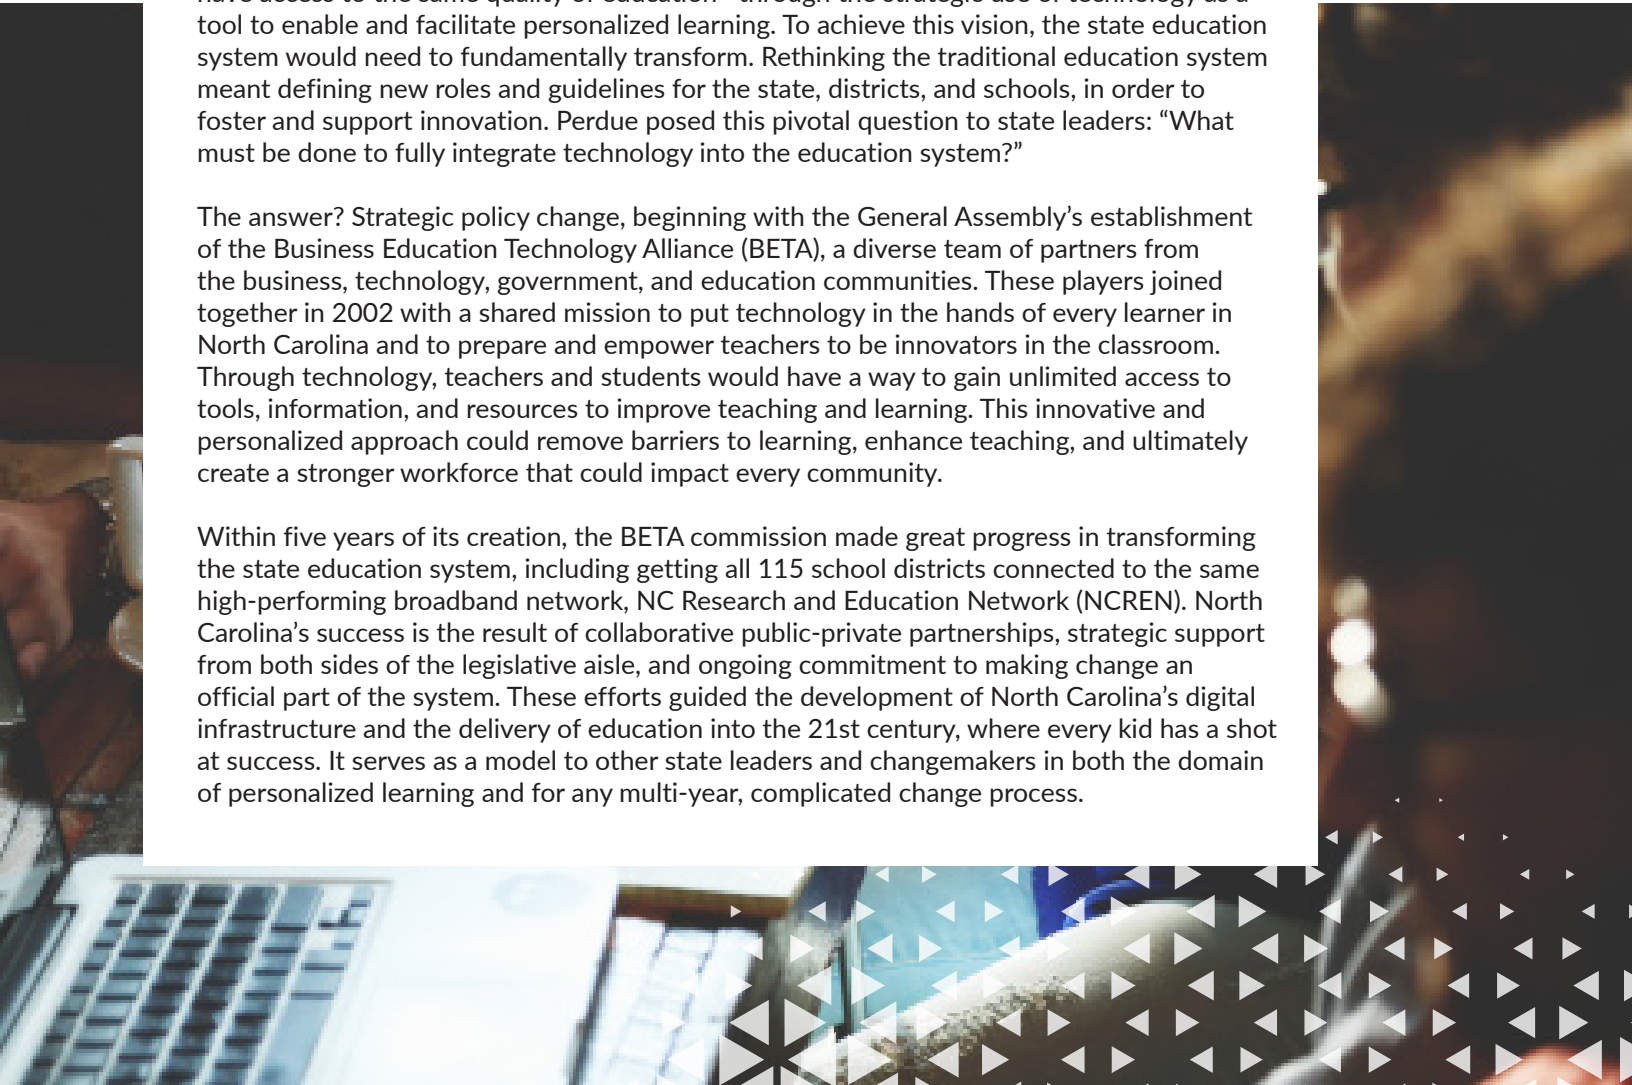 have access to the same quality of education - through the strategic use of technology as a
tool to enable and facilitate personalized learning. To achieve this vision, the state education
system would need to fundamentally transform. Rethinking the traditional education system
meant defining new roles and guidelines for the state, districts, and schools, in order to
foster and support innovation. Perdue posed this pivotal question to state leaders: “What
must be done to fully integrate technology into the education system?”
The answer? Strategic policy change, beginning with the General Assembly’s establishment
of the Business Education Technology Alliance (BETA), a diverse team of partners from
the business, technology, government, and education communities. These players joined
together in 2002 with a shared mission to put technology in the hands of every learner in
North Carolina and to prepare and empower teachers to be innovators in the classroom.
Through technology, teachers and students would have a way to gain unlimited access to
tools, information, and resources to improve teaching and learning. This innovative and
personalized approach could remove barriers to learning, enhance teaching, and ultimately
create a stronger workforce that could impact every community.
Within five years of its creation, the BETA commission made great progress in transforming
the state education system, including getting all 115 school districts connected to the same
high-performing broadband network, NC Research and Education Network (NCREN). North
Carolina’s success is the result of collaborative public-private partnerships, strategic support
from both sides of the legislative aisle, and ongoing commitment to making change an
official part of the system. These efforts guided the development of North Carolina’s digital
infrastructure and the delivery of education into the 21st century, where every kid has a shot
at success. It serves as a model to other state leaders and changemakers in both the domain
of personalized learning and for any multi-year, complicated change process.